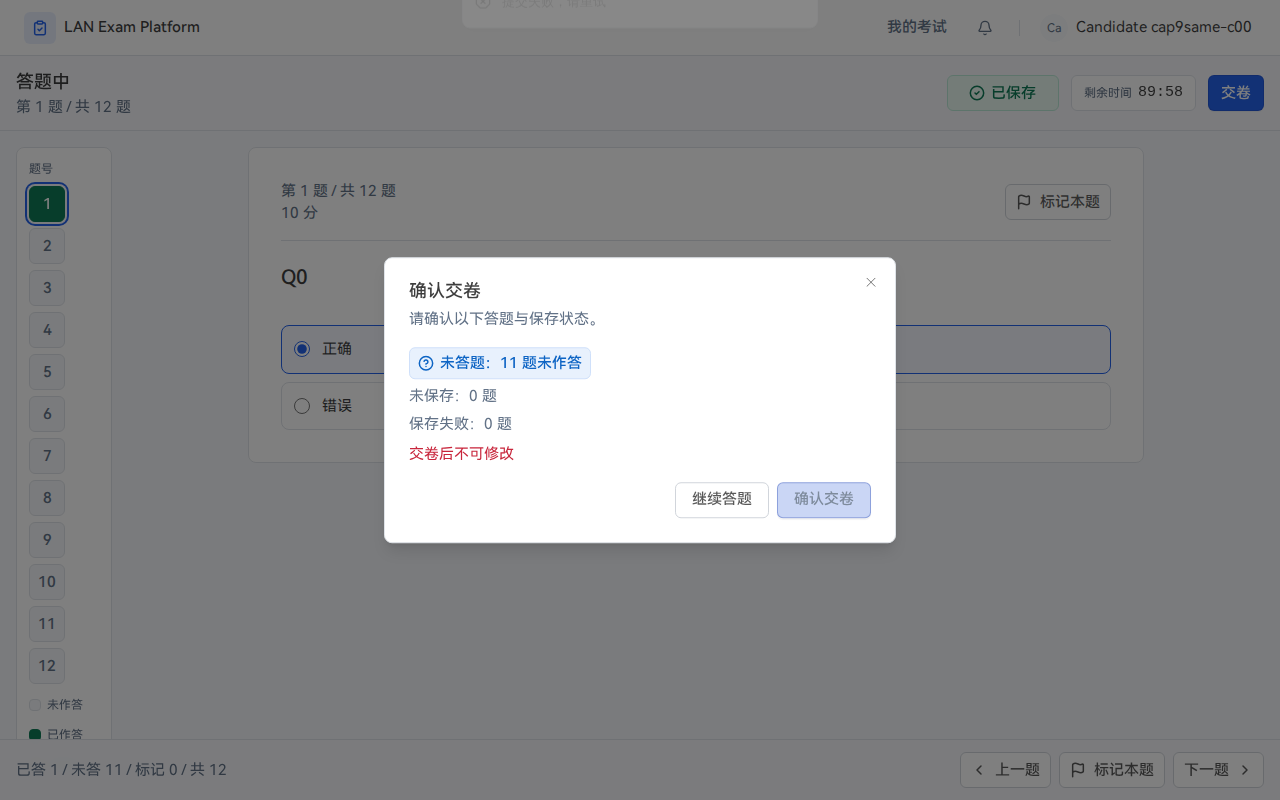 LAN Exam Platform
提交失败，请重试
我的考试
Ca
Candidate cap9same-c00
答题中
第 1 题 / 共 12 题
已保存
剩余时间 89:58
交卷
题号
1
2
3
4
5
6
7
8
9
10
11
12
未作答
已作答
第 1 题 / 共 12 题
10 分
标记本题
Q0
正确
错误
确认交卷
请确认以下答题与保存状态。
未答题：11 题未作答
未保存：0 题
保存失败：0 题
交卷后不可修改
继续答题
确认交卷
已答 1 / 未答 11 / 标记 0 / 共 12
上一题
标记本题
下一题